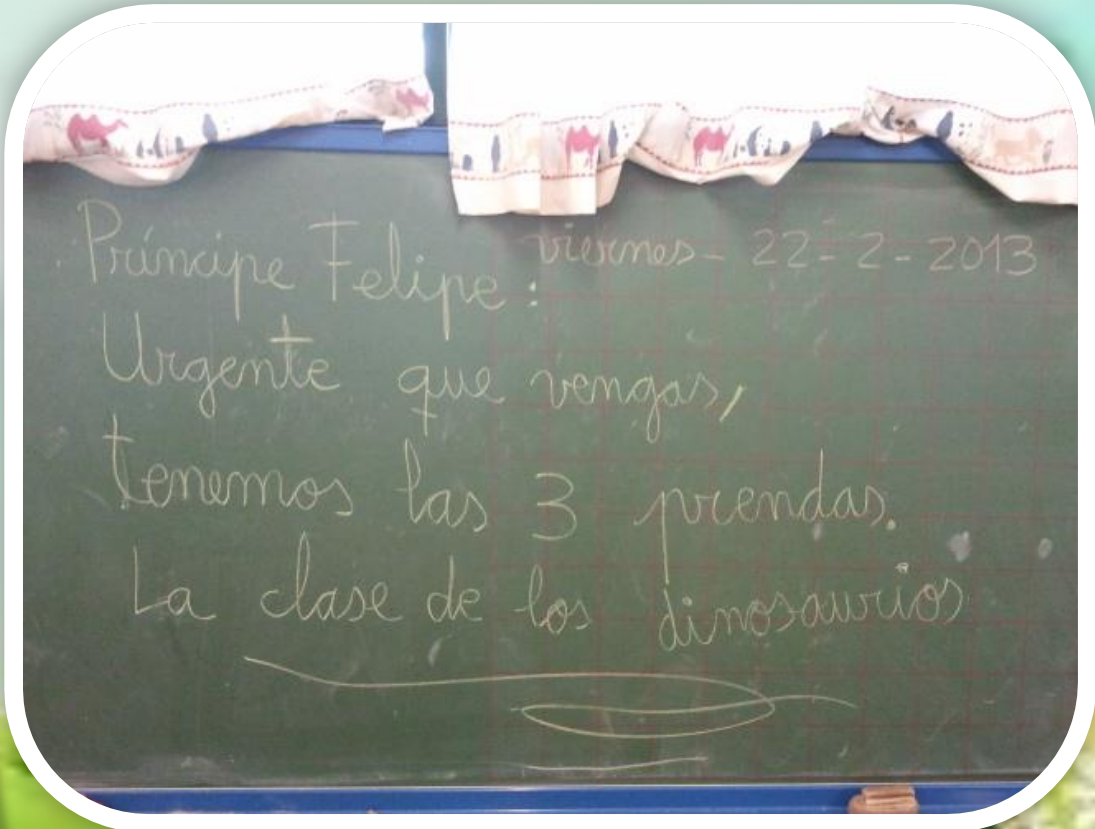 viernes - 22 - 2 - 2013
Príncipe Felipe:
Urgente que vengas,
tenemos las 3 prendas.
La clase de los dinosaurios